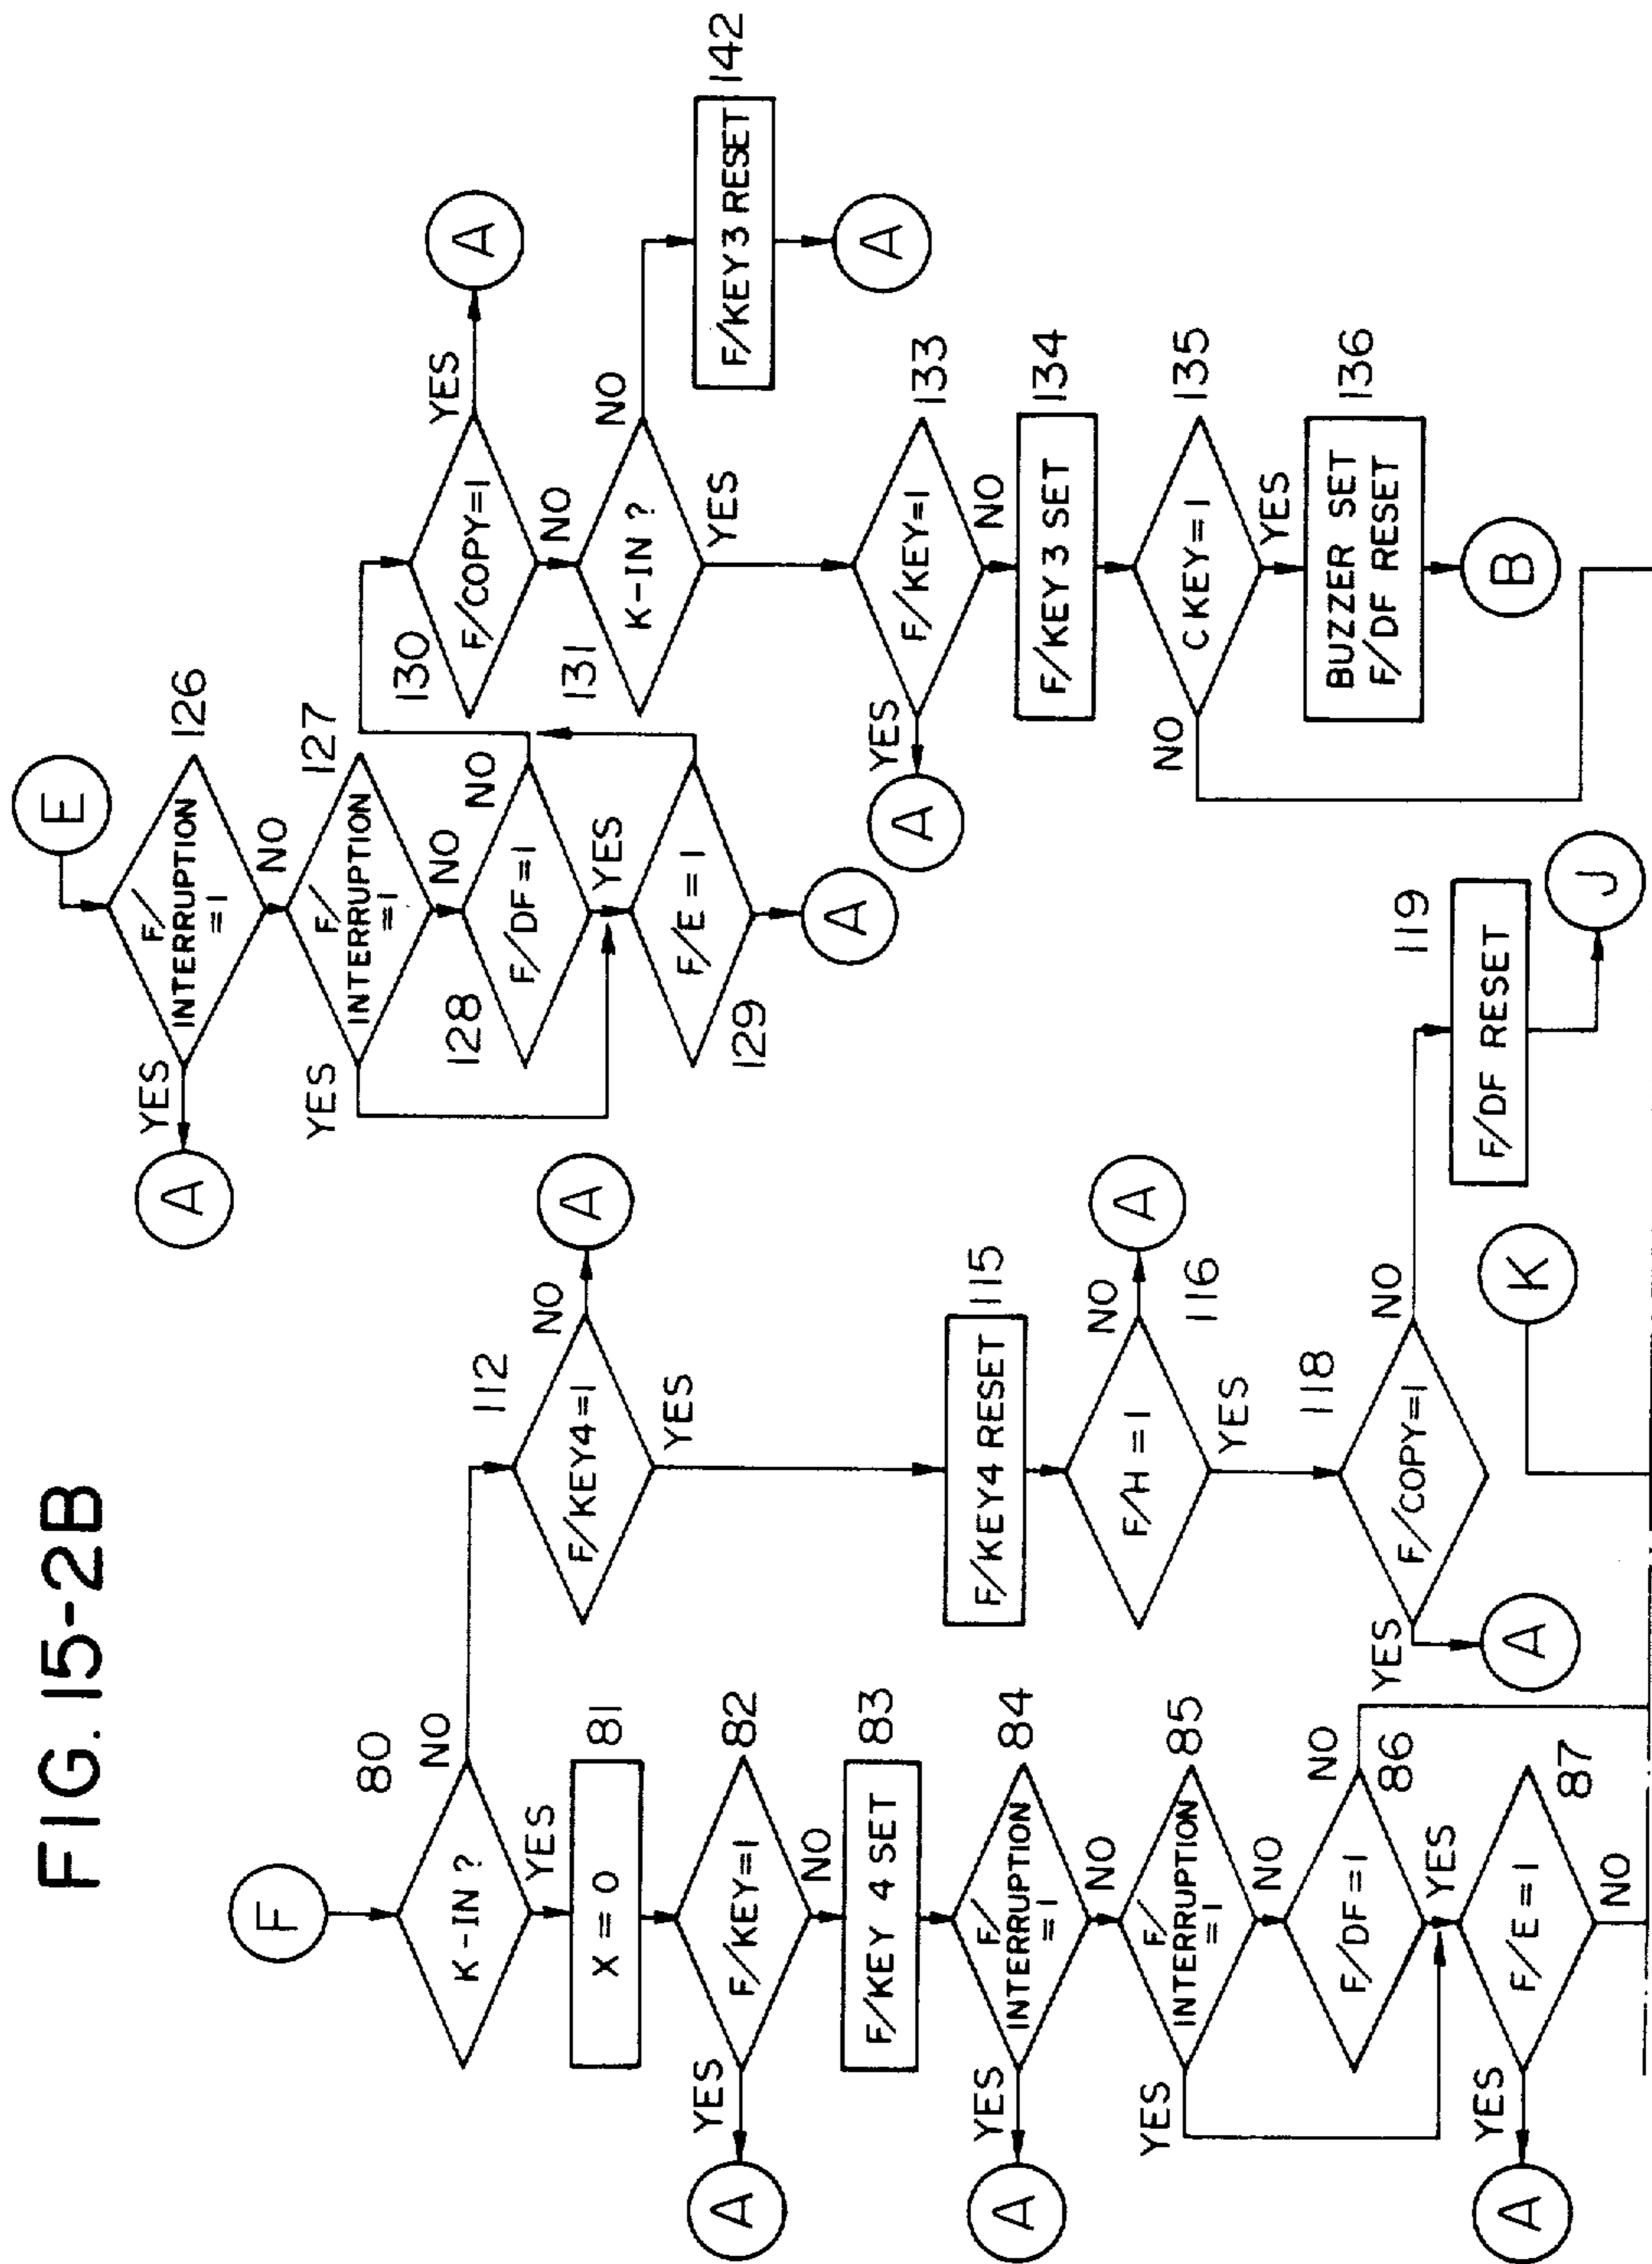 FIG. 15-2B
F
80
K-IN ?
NO
YES
81
X = 0
82
F/KEY=1
YES
A
NO
83
F/KEY 4 SET
84
F/
INTERRUPTION
=1
YES
A
NO
85
F/
INTERRUPTION
=1
YES
NO
86
F/DF=1
NO
YES
87
F/E=1
YES
A
NO
112
F/KEY4=1
NO
A
YES
115
F/KEY4 RESET
116
F/H=1
NO
A
YES
118
F/COPY=1
YES
A
NO
119
F/DF RESET
J
K
E
126
F/
INTERRUPTION
=1
YES
A
NO
127
F/
INTERRUPTION
=1
YES
NO
128
F/DF=1
NO
YES
129
F/E = 1
A
130
F/COPY=1
YES
A
NO
131
K-IN ?
NO
142
F/KEY 3 RESET
A
YES
133
F/KEY=1
YES
A
NO
134
F/KEY 3 SET
135
C KEY=1
NO
YES
136
BUZZER SET
F/DF RESET
B